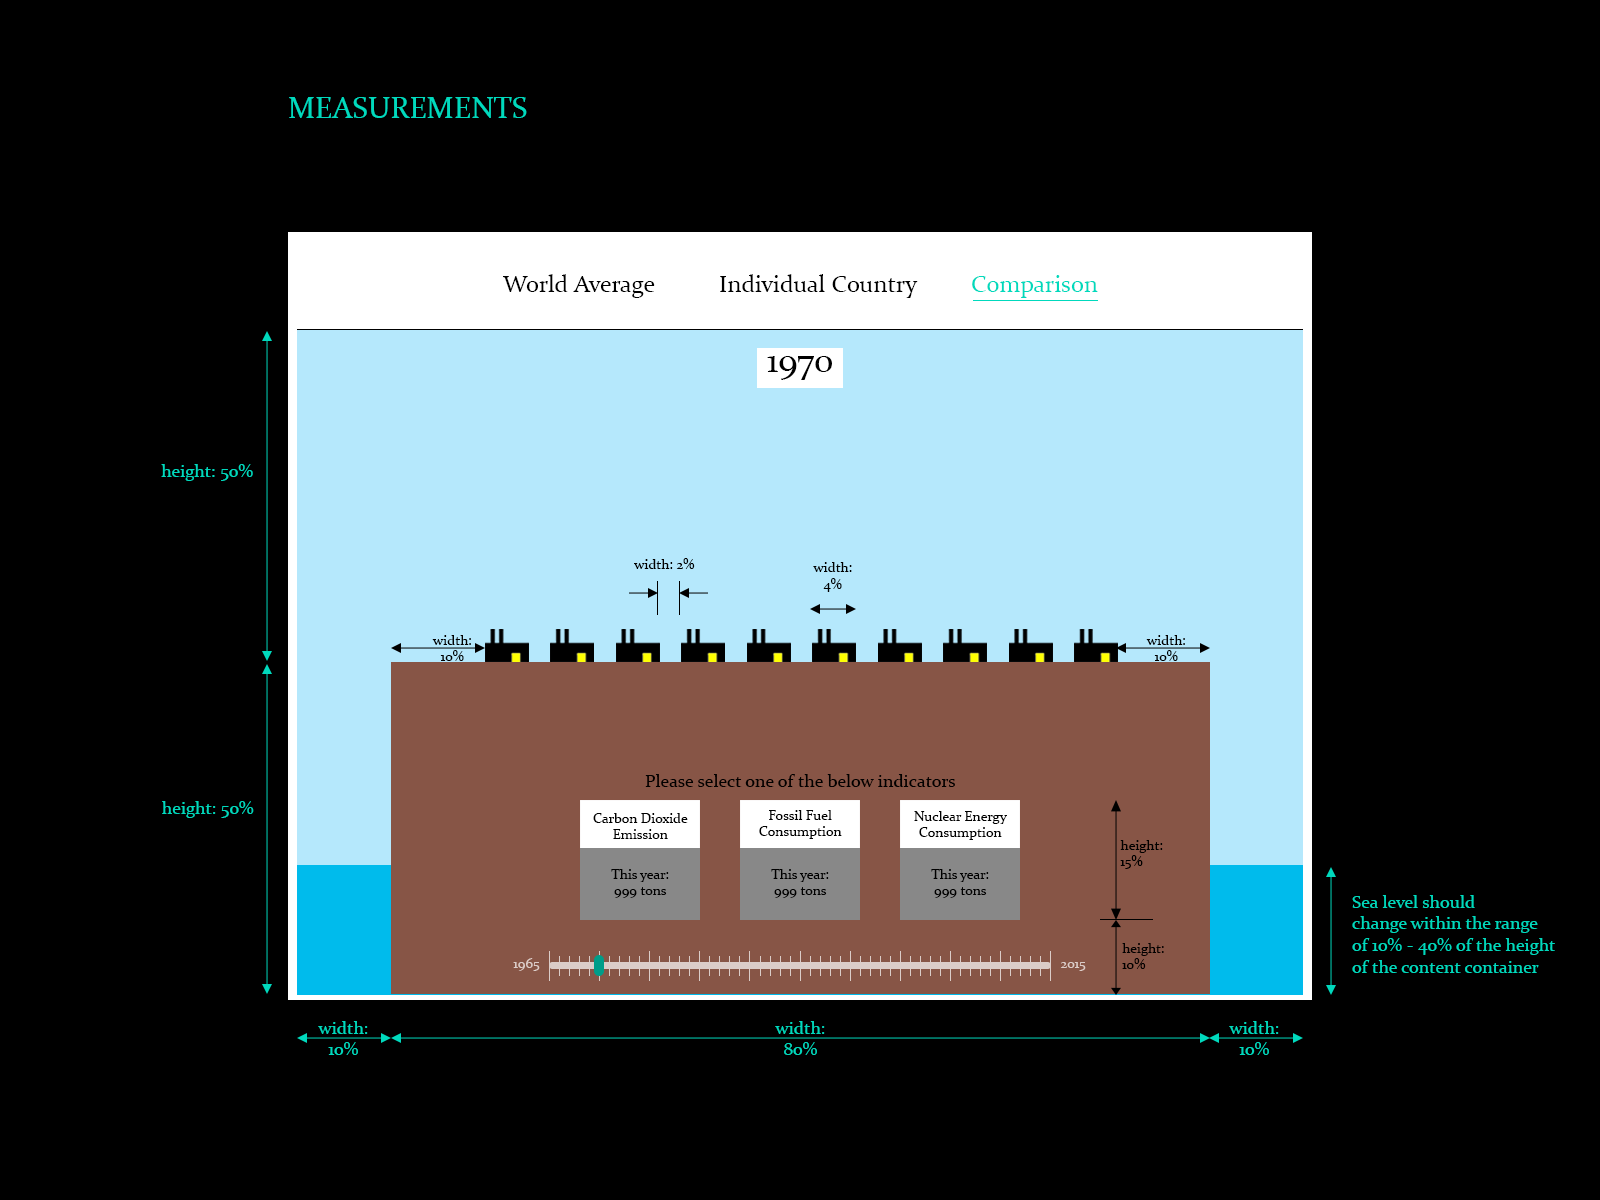 MEASUREMENTS
World Average
Individual Country
Comparison
1970
height: 50%
width: 2%
width:
4%
width:
10%
width:
10%
Please select one of the below indicators
height: 50%
Carbon Dioxide
Emission
Fossil Fuel
Consumption
Nuclear Energy
Consumption
height:
15%
This year:
999 tons
This year:
999 tons
This year:
999 tons
Sea level should
change within the range
of 10% - 40% of the height
of the content container
height:
10%
1965
2015
width:
10%
width:
80%
width:
10%